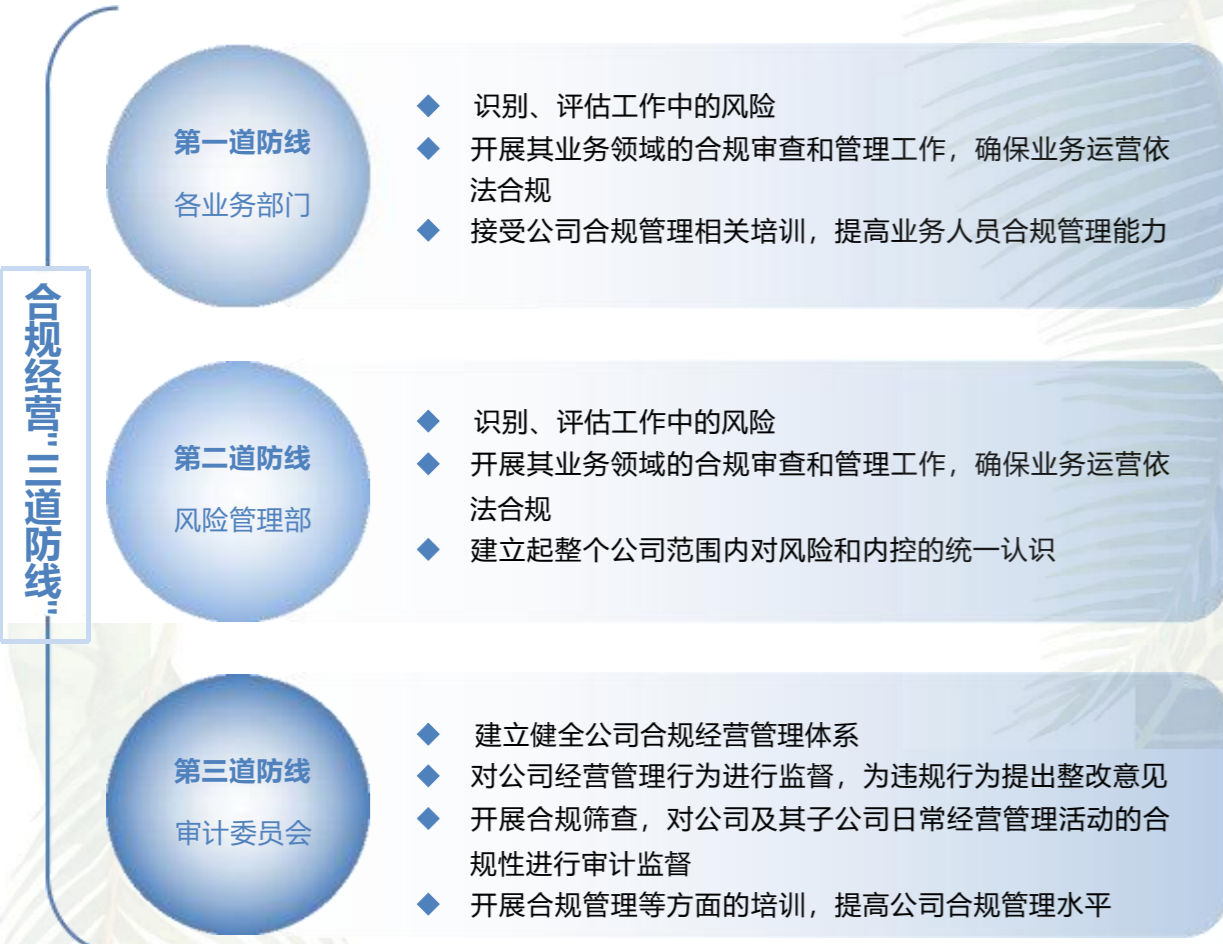 合规经营“三道防线”
第一道防线
各业务部门
识别、评估工作中的风险
开展其业务领域的合规审查和管理工作，确保业务运营依
法合规
接受公司合规管理相关培训，提高业务人员合规管理能力
第二道防线
风险管理部
识别、评估工作中的风险
开展其业务领域的合规审查和管理工作，确保业务运营依
法合规
建立起整个公司范围内对风险和内控的统一认识
第三道防线
审计委员会
建立健全公司合规经营管理体系
对公司经营管理行为进行监督，为违规行为提出整改意见
开展合规筛查，对公司及其子公司日常经营管理活动的合
规性进行审计监督
开展合规管理等方面的培训，提高公司合规管理水平